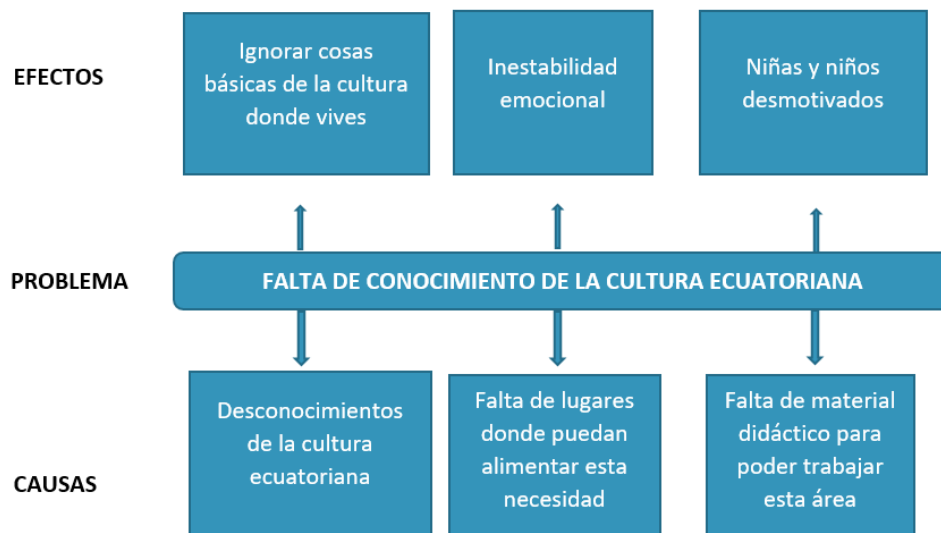 EFECTOS
Ignorar cosas
básicas de la cultura
donde vives
Inestabilidad
emocional
Niñas y niños
desmotivados
PROBLEMA
FALTA DE CONOCIMIENTO DE LA CULTURA ECUATORIANA
CAUSAS
Desconocimientos
de la cultura
ecuatoriana
Falta de lugares
donde puedan
alimentar esta
necesidad
Falta de material
didáctico para
poder trabajar
esta área